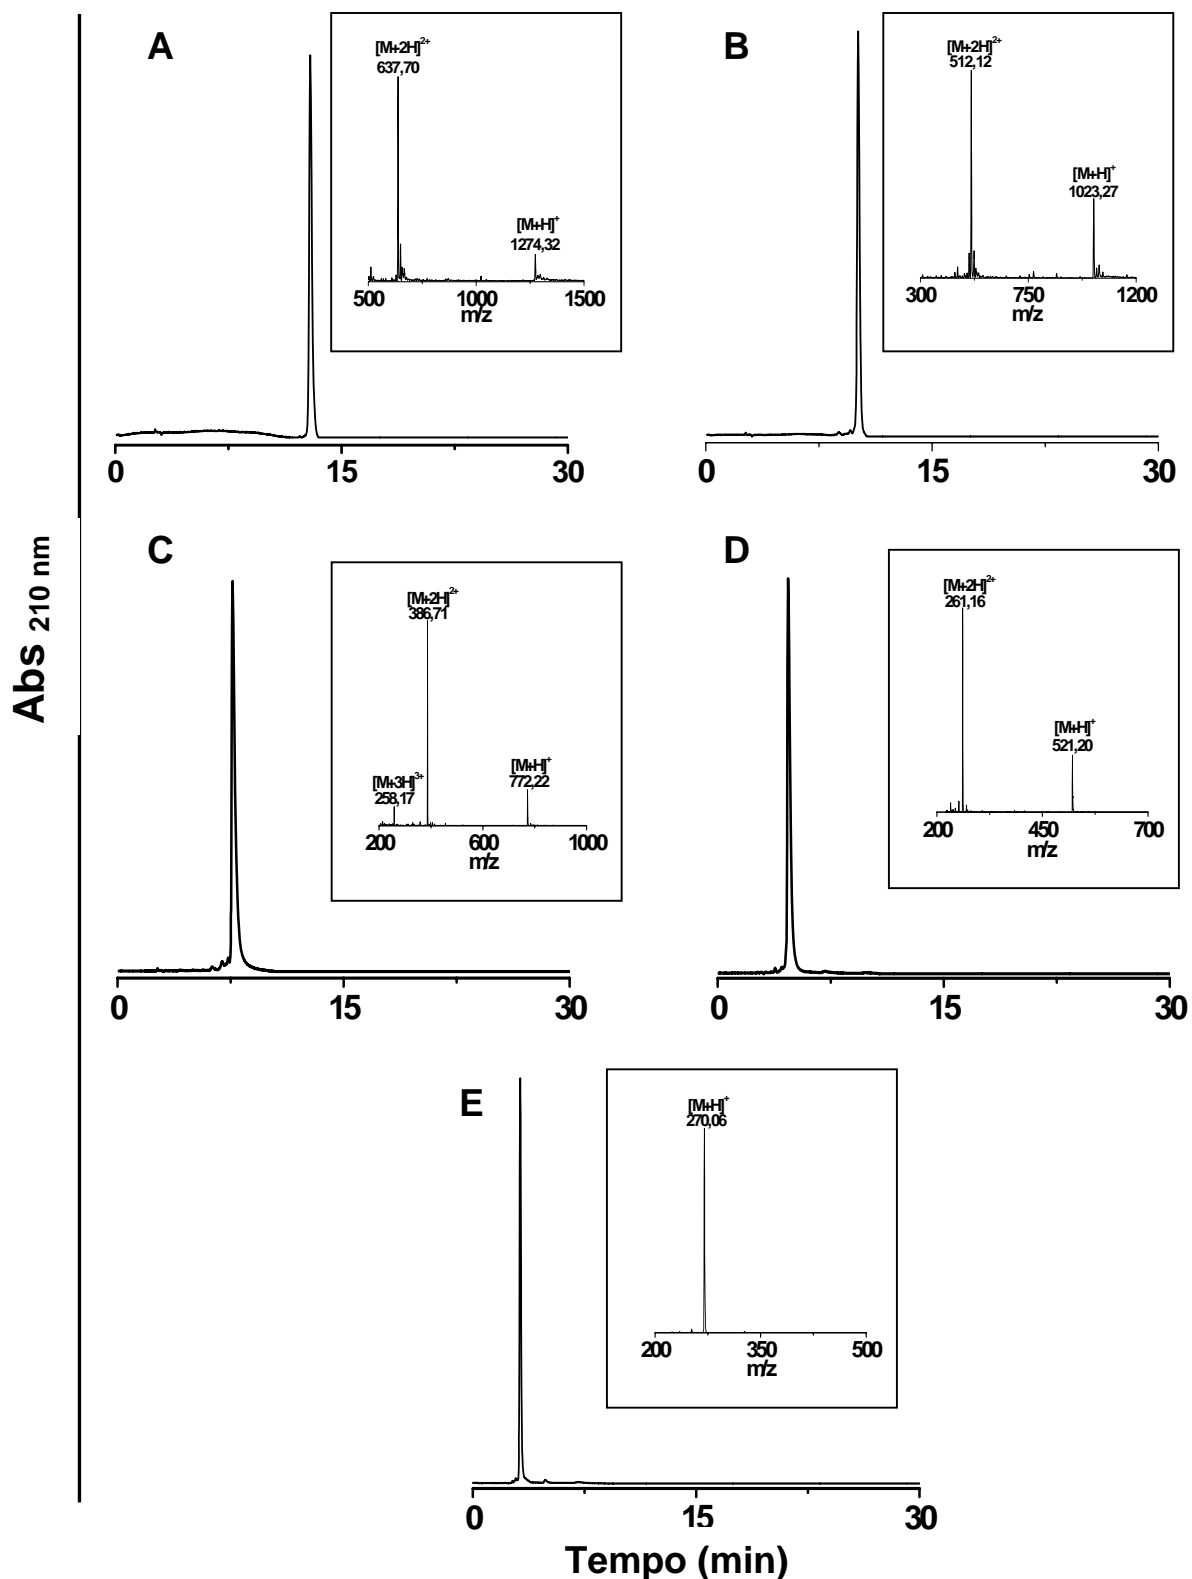 Abs 210 nm
A
[M+2H]2+
637,70
[M+H]+
1274,32
500 1000 1500
m/z
0 15 30
B
[M+2H]2+
512,12
[M+H]+
1023,27
300 750 1200
m/z
0 15 30
C
[M+2H]2+
386,71
[M+3H]3+
258,17
[M+H]+
772,22
200 600 1000
m/z
0 15 30
D
[M+2H]2+
261,16
[M+H]+
521,20
200 450 700
m/z
0 15 30
E
[M+H]+
270,06
200 350 500
m/z
0 15 30
Tempo (min)